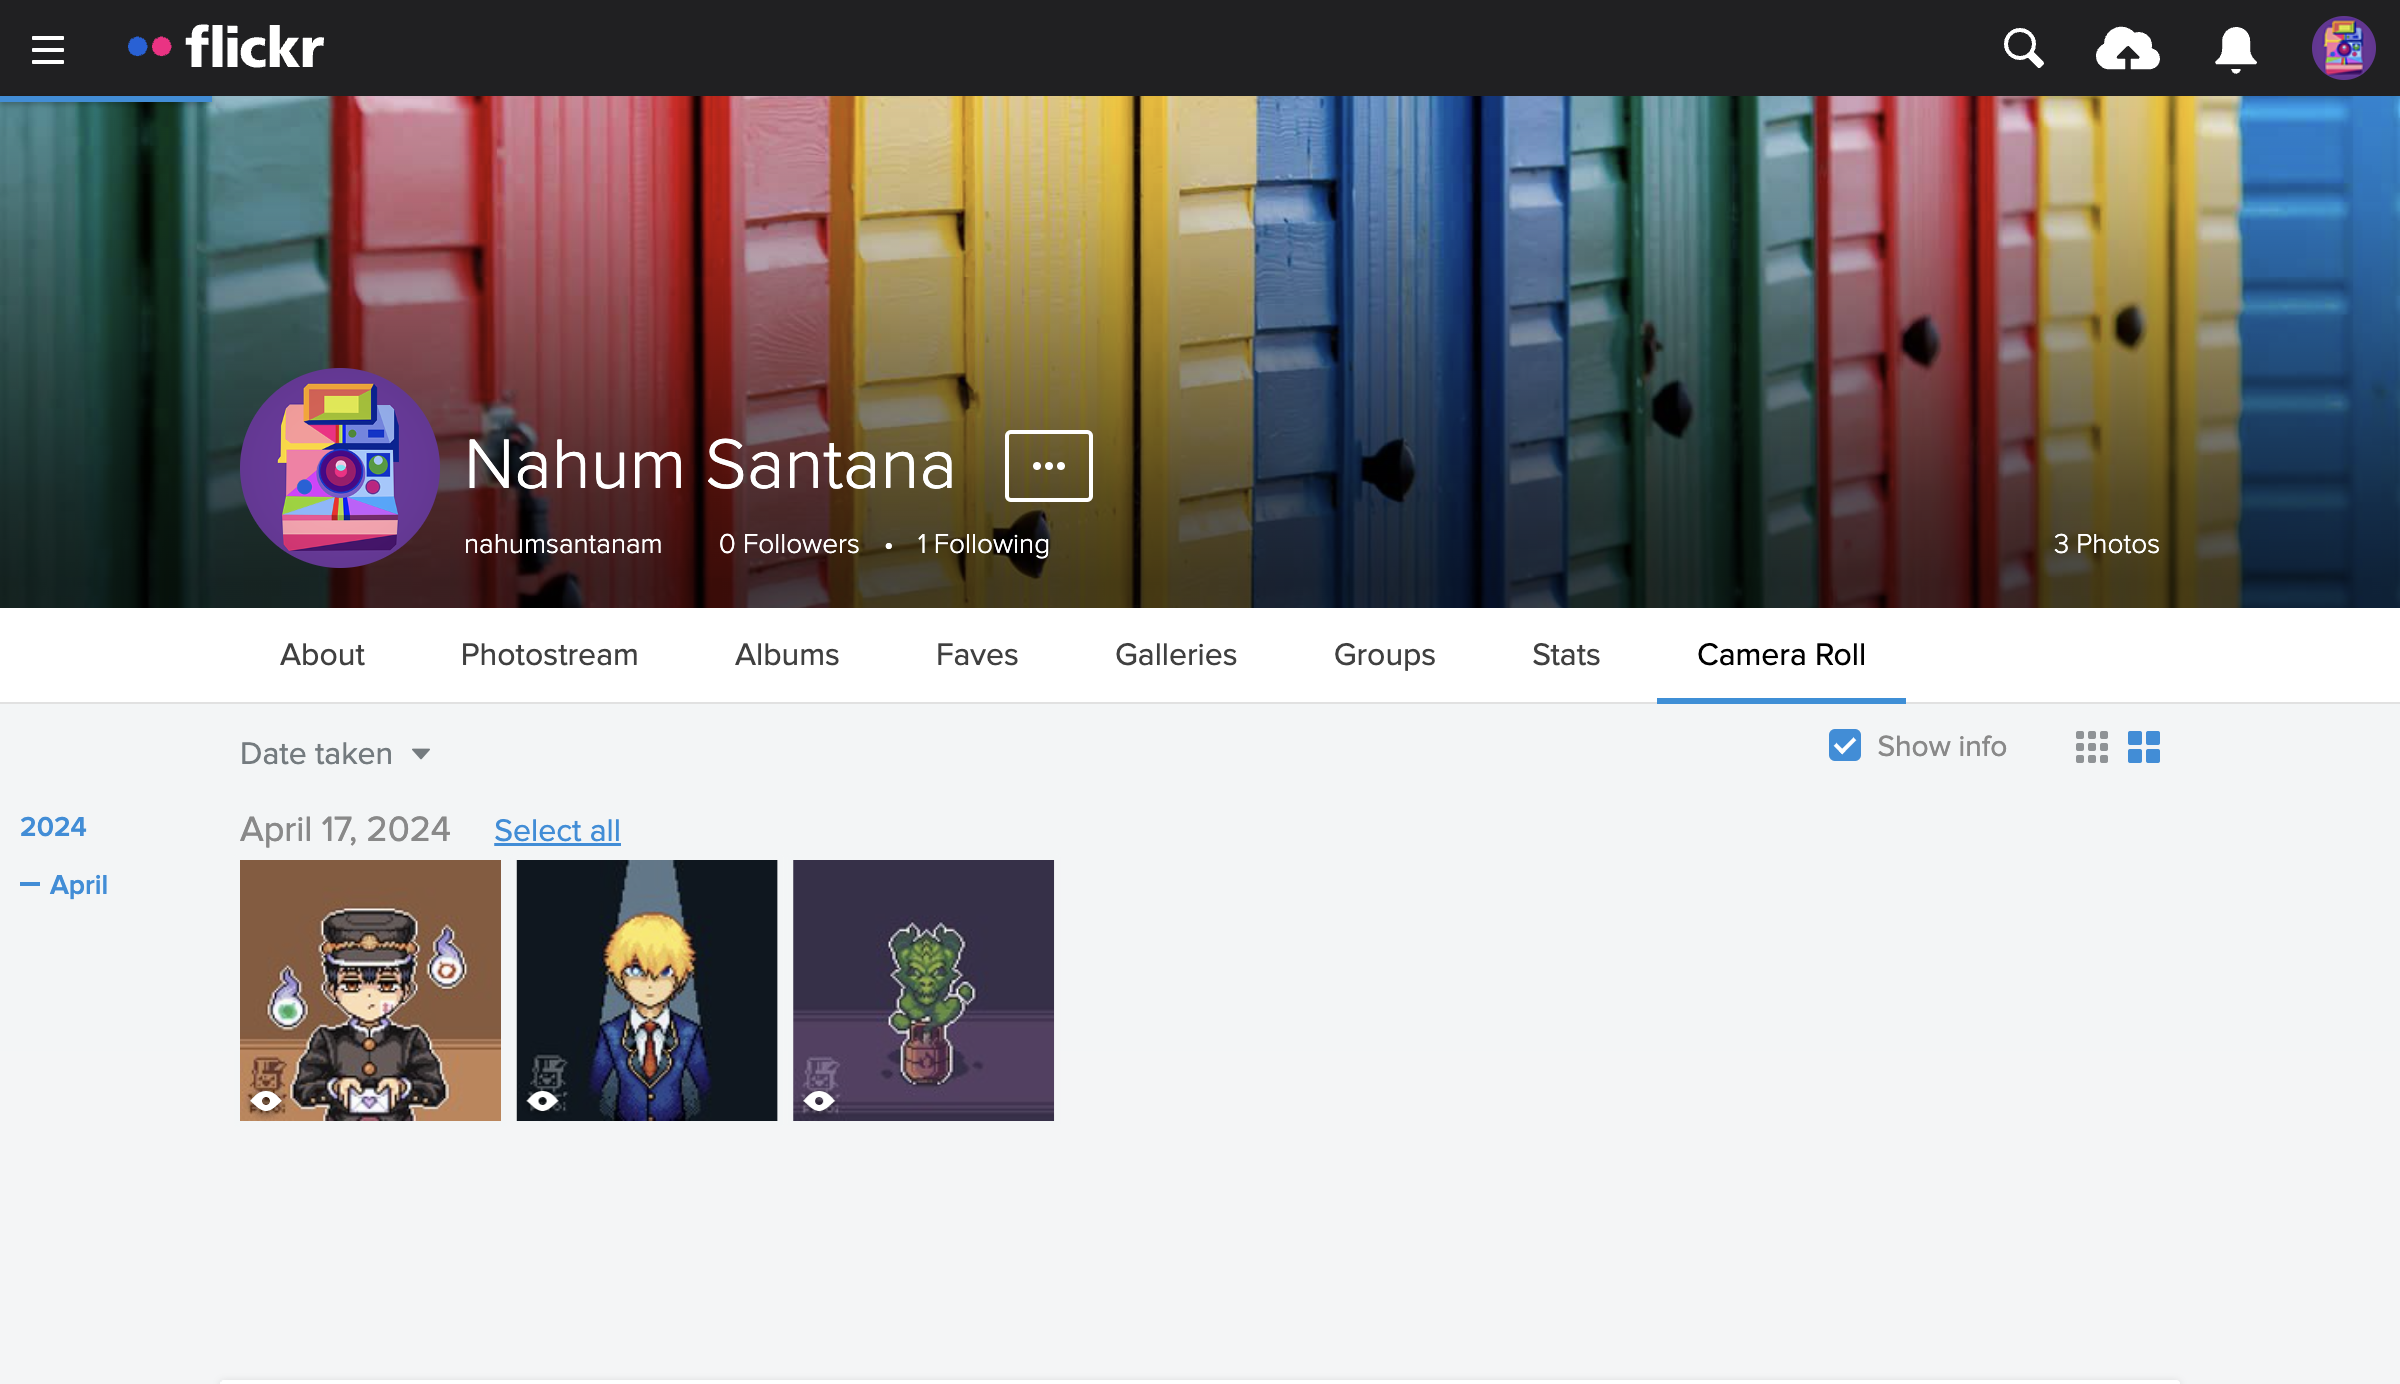 flickr
Nahum Santana
nahumsantanam 0 Followers • 1 Following
3 Photos
About Photostream Albums Faves Galleries Groups Stats Camera Roll
Date taken
Show info
2024
April
April 17, 2024 Select all